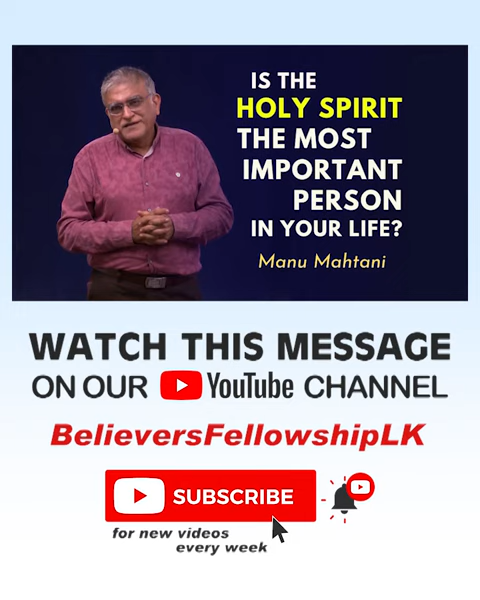 IS THE
HOLY SPIRIT
THE MOST
IMPORTANT
PERSON
IN YOUR LIFE?
Manu Mahtani
WATCH THIS MESSAGE
ON OUR YouTube CHANNEL
BelieversFellowshipLK
SUBSCRIBE
for new videos
every week